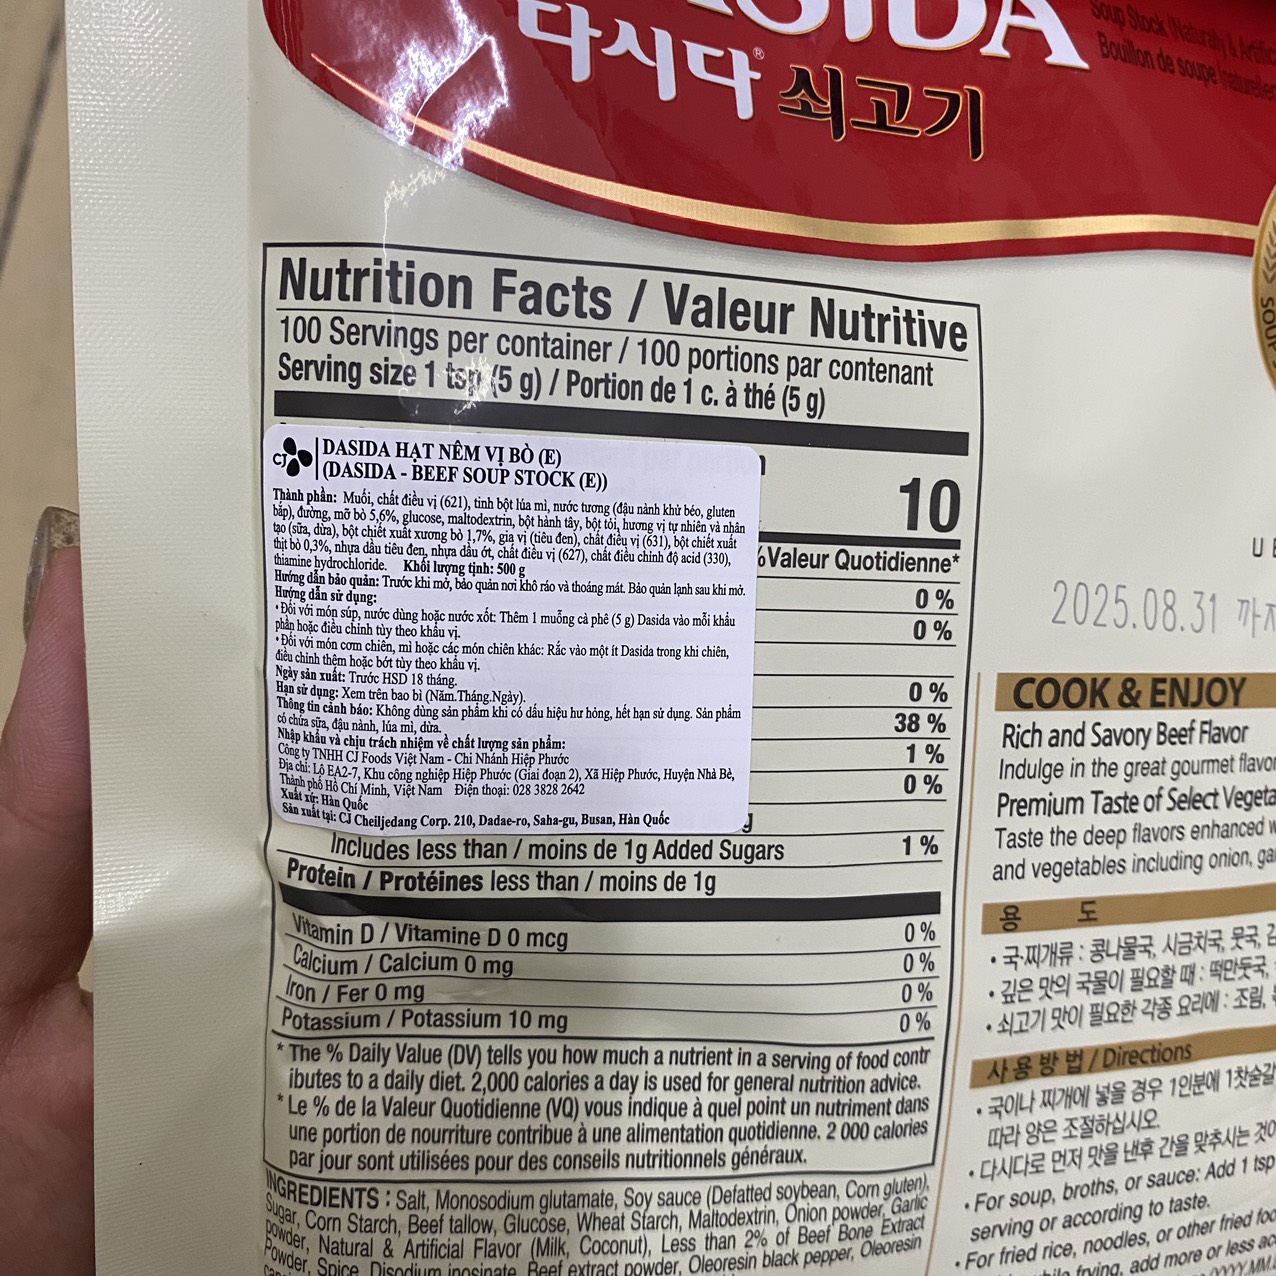 SIDA
다시다® 쇠고기
Soup Stock (Naturally & Artific
Bouillon de soupe
SOUP
Nutrition Facts / Valeur Nutritive
100 Servings per container / 100 portions par contenant
Serving size 1 tsp (5 g) / Portion de 1 c. à thé (5 g)
10
% Valeur Quotidienne*
0 %
0 %
0 %
38 %
1 %
0 %
g
Includes less than / moins de 1g Added Sugars 1 %
Protein / Protéines less than / moins de 1g
Vitamin D / Vitamine D 0 mcg 0 %
Calcium / Calcium 0 mg 0 %
Iron / Fer 0 mg 0 %
Potassium / Potassium 10 mg 0 %
* The % Daily Value (DV) tells you how much a nutrient in a serving of food contr
ibutes to a daily diet. 2,000 calories a day is used for general nutrition advice.
* Le % de la Valeur Quotidienne (VQ) vous indique à quel point un nutriment dans
une portion de nourriture contribue à une alimentation quotidienne. 2 000 calories
par jour sont utilisées pour des conseils nutritionnels généraux.
INGREDIENTS : Salt, Monosodium glutamate, Soy sauce (Defatted soybean, Corn gluten),
Sugar, Corn Starch, Beef tallow, Glucose, Wheat Starch, Maltodextrin, Onion powder, Garlic
powder, Natural & Artificial Flavor (Milk, Coconut), Less than 2% of Beef Bone Extract
Powder, Spice, Disodium inosinate, Beef extract powder, Oleoresin black pepper, Oleoresin
CJ
DASIDA HẠT NÊM VỊ BÒ (E)
(DASIDA - BEEF SOUP STOCK (E))
Thành phần: Muối, chất điều vị (621), tinh bột lúa mì, nước tương (đậu nành khử béo, gluten
bắp), đường, mỡ bò 5,6%, glucose, maltodextrin, bột hành tây, bột tỏi, hương vị tự nhiên và nhân
tạo (sữa, dừa), bột chiết xuất xương bò 1,7%, gia vị (tiêu đen), chất điều vị (631), bột chiết xuất
thịt bò 0,3%, nhựa dầu tiêu đen, nhựa dầu ớt, chất điều vị (627), chất điều chỉnh độ acid (330),
thiamine hydrochloride. Khối lượng tịnh: 500 g
Hướng dẫn bảo quản: Trước khi mở, bảo quản nơi khô ráo và thoáng mát. Bảo quản lạnh sau khi mở.
Hướng dẫn sử dụng:
•Đối với món súp, nước dùng hoặc nước xốt: Thêm 1 muỗng cà phê (5 g) Dasida vào mỗi khẩu
phần hoặc điều chỉnh tùy theo khẩu vị.
•Đối với món cơm chiên, mì hoặc các món chiên khác: Rắc vào một ít Dasida trong khi chiên,
điều chỉnh thêm hoặc bớt tùy theo khẩu vị.
Ngày sản xuất: Trước HSD 18 tháng.
Hạn sử dụng: Xem trên bao bì (Năm.Tháng.Ngày).
Thông tin cảnh báo: Không dùng sản phẩm khi có dấu hiệu hư hỏng, hết hạn sử dụng. Sản phẩm
có chứa sữa, đậu nành, lúa mì, dừa.
Nhập khẩu và chịu trách nhiệm về chất lượng sản phẩm:
Công ty TNHH CJ Foods Việt Nam - Chi Nhánh Hiệp Phước
Địa chỉ: Lô EA2-7, Khu công nghiệp Hiệp Phước (Giai đoạn 2), Xã Hiệp Phước, Huyện Nhà Bè,
Thành phố Hồ Chí Minh, Việt Nam Điện thoại: 028 3828 2642
Xuất xứ: Hàn Quốc
Sản xuất tại: CJ Cheiljedang Corp. 210, Dadae-ro, Saha-gu, Busan, Hàn Quốc
2025.08.31 까지
COOK & ENJOY
Rich and Savory Beef Flavor
Indulge in the great gourmet flavor
Premium Taste of Select Vegeta
Taste the deep flavors enhanced w
and vegetables including onion, ga
용 도
• 국·찌개류 : 콩나물국, 시금치국, 뭇국,
• 깊은 맛의 국물이 필요할 때 : 떡만둣국,
• 쇠고기 맛이 필요한 각종 요리에 : 조림,
사용방법 / Directions
• 국이나 찌개에 넣을 경우 1인분에 1찻숟갈
따라 양은 조절하십시오.
• 다시다로 먼저 맛을 낸후 간을 맞추시는 것이
• For soup, broths, or sauce: Add 1 tsp
serving or according to taste.
• For fried rice, noodles, or other fried foo
frying, add more or less ac